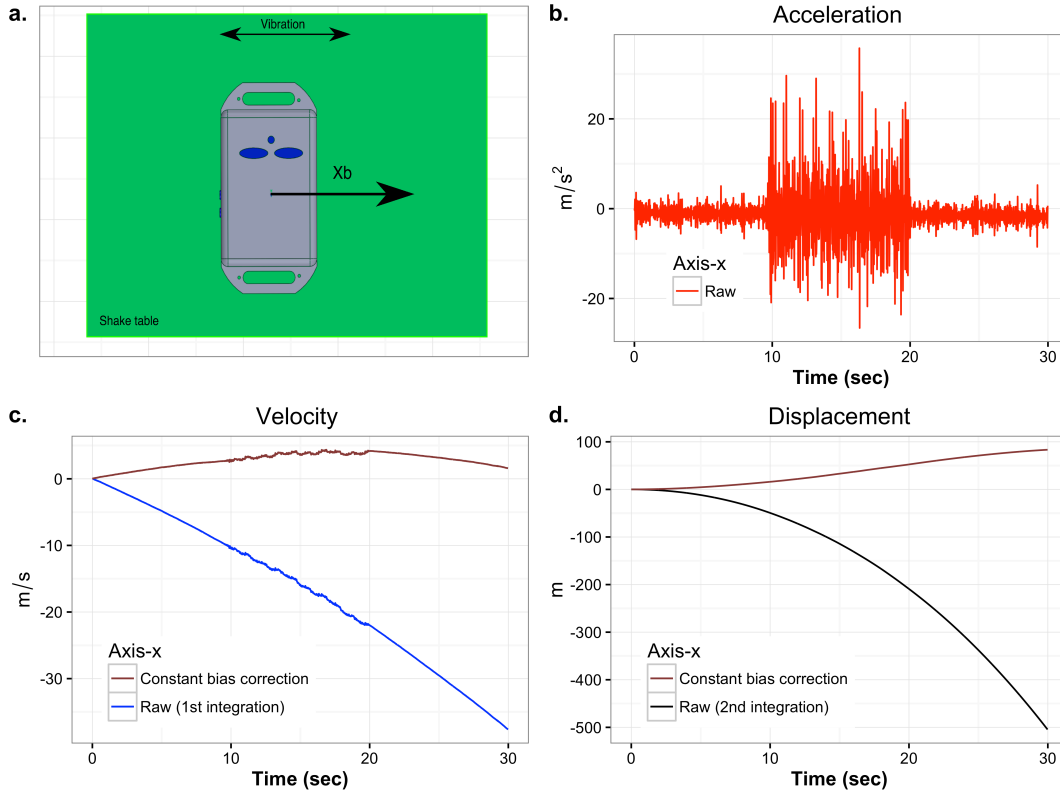 a.
Vibration
Xb
Shake table
b.
Acceleration
20
0
-20
m/s²
Axis-x
Raw
0
10
20
30
Time (sec)
c.
Velocity
0
-10
-20
-30
m/s
Axis-x
Constant bias correction
Raw (1st integration)
0
10
20
30
Time (sec)
d.
Displacement
100
0
-100
-200
-300
-400
-500
m
Axis-x
Constant bias correction
Raw (2nd integration)
0
10
20
30
Time (sec)